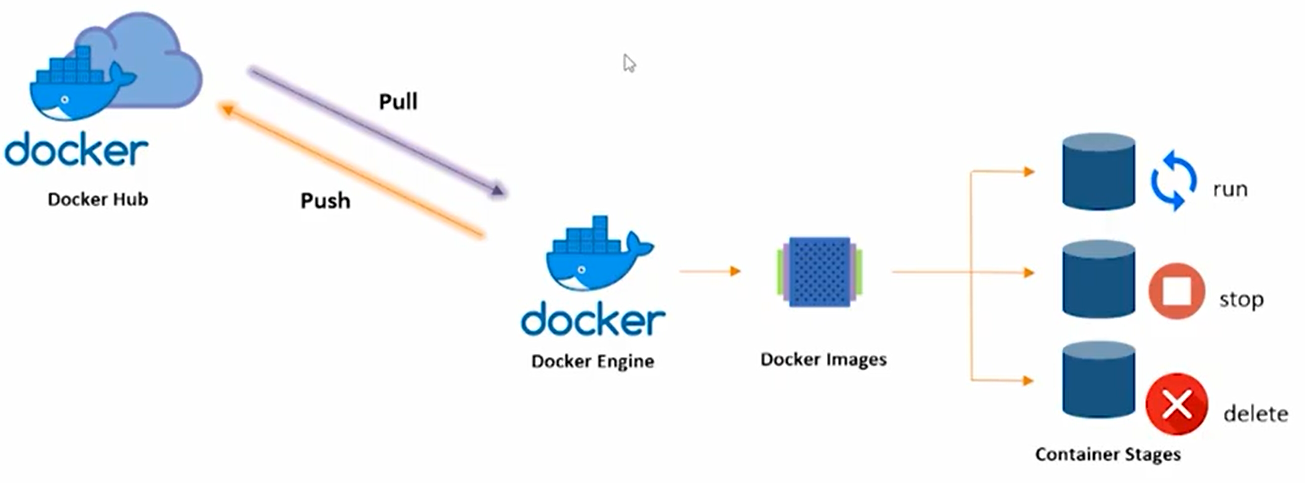 docker
Docker Hub
Pull
Push
docker
Docker Engine
Docker Images
run
stop
delete
Container Stages